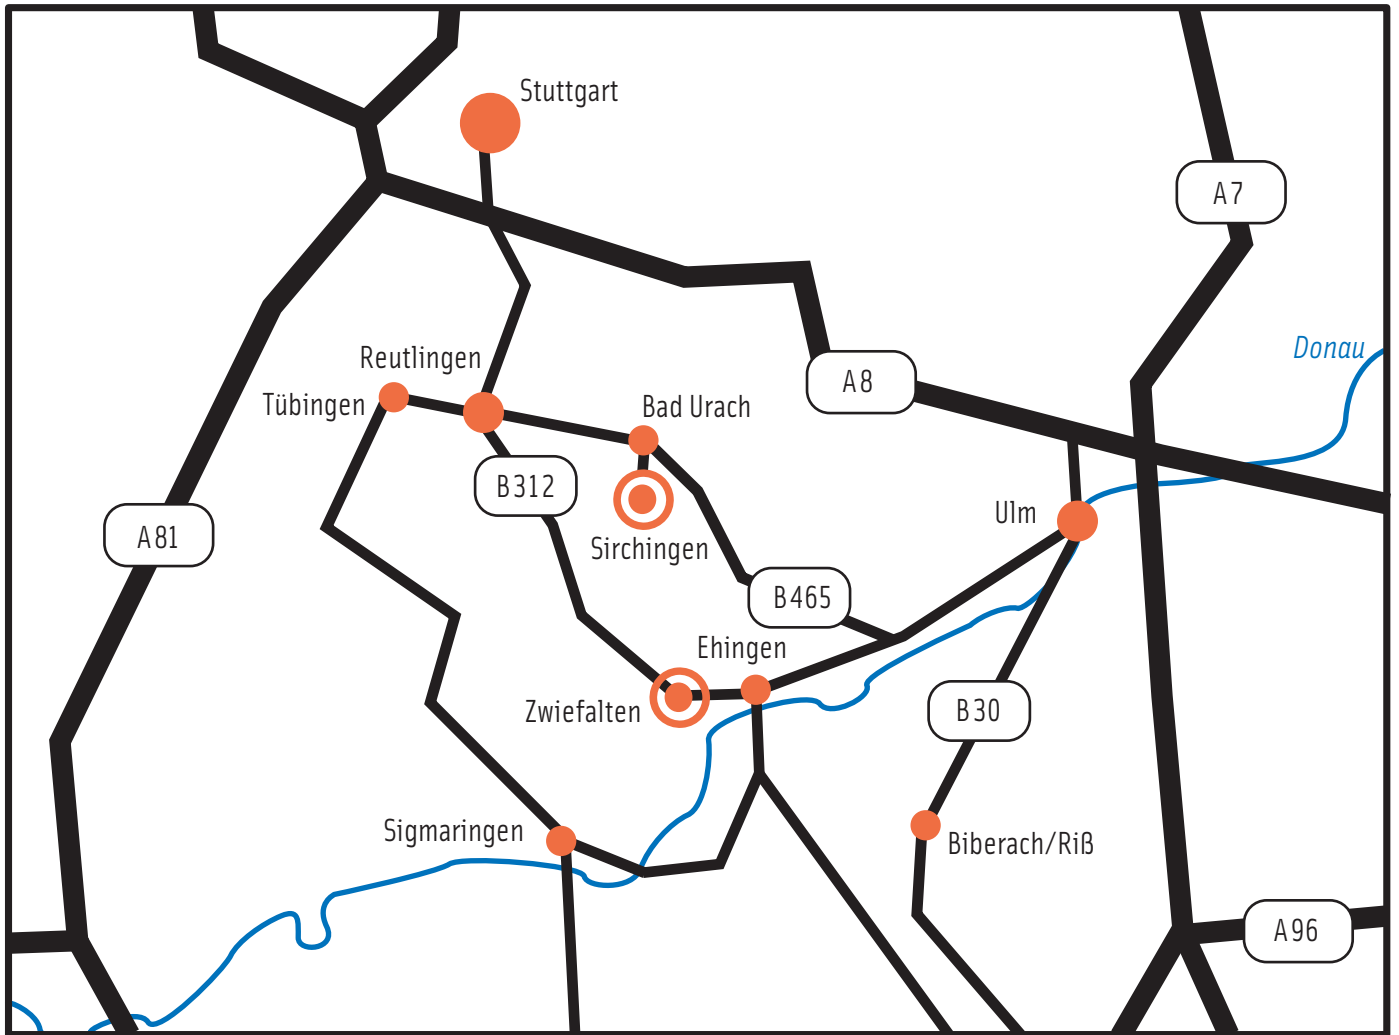 Stuttgart
A7
Donau
Reutlingen
A8
Tübingen
Bad Urach
B312
Ulm
A81
Sirchingen
B465
Ehingen
Zwiefalten
B30
Sigmaringen
Biberach/Riß
A96